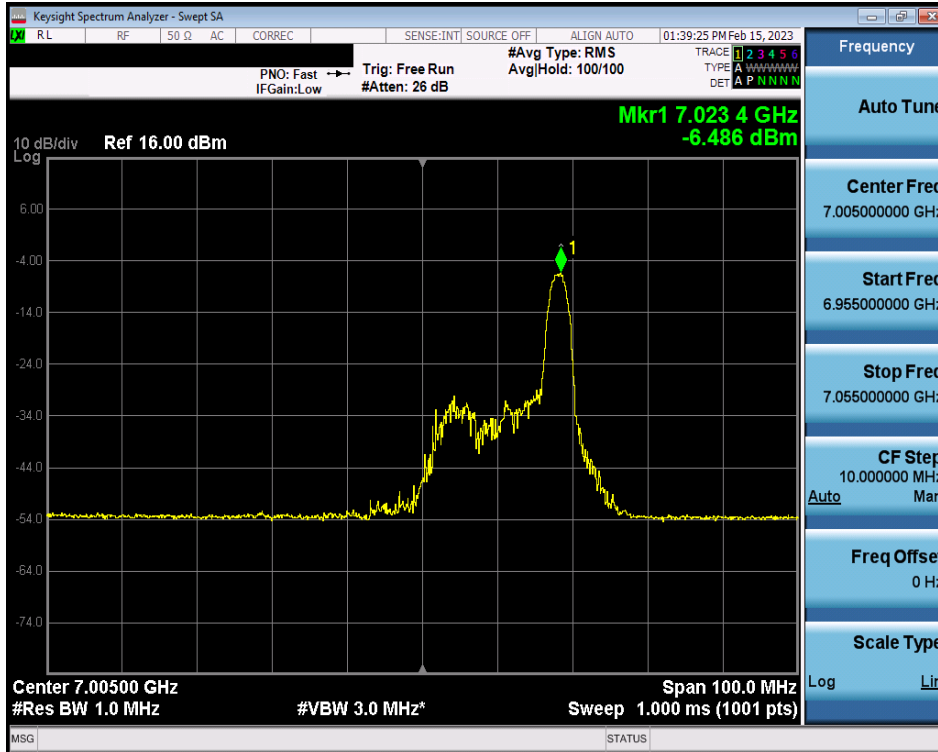 Keysight Spectrum Analyzer - Swept SA
LXI RL RF 50 Ω AC CORREC SENSE:INT SOURCE OFF ALIGN AUTO 01:39:25 PM Feb 15, 2023
PNO: Fast
IFGain:Low
Trig: Free Run
#Atten: 26 dB
#Avg Type: RMS
Avg|Hold: 100/100
TRACE 1 2 3 4 5 6
TYPE A WWWWW
DET A P N N N N
Mkr1 7.023 4 GHz
-6.486 dBm
10 dB/div Ref 16.00 dBm
Log
6.00
-4.00
-14.0
-24.0
-34.0
-44.0
-54.0
-64.0
-74.0
1
Center 7.00500 GHz Span 100.0 MHz
#Res BW 1.0 MHz #VBW 3.0 MHz* Sweep 1.000 ms (1001 pts)
MSG STATUS
Frequency
Auto Tune
Center Freq
7.005000000 GHz
Start Freq
6.955000000 GHz
Stop Freq
7.055000000 GHz
CF Step
10.000000 MHz
Auto Man
Freq Offset
0 Hz
Scale Type
Log Lin